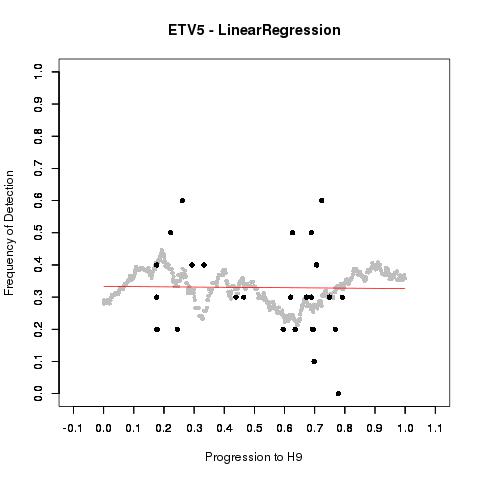 ETV5 - LinearRegression
Frequency of Detection
1.0
0.9
0.8
0.7
0.6
0.5
0.4
0.3
0.2
0.1
0.0
-0.1 0.0 0.1 0.2 0.3 0.4 0.5 0.6 0.7 0.8 0.9 1.0 1.1
Progression to H9